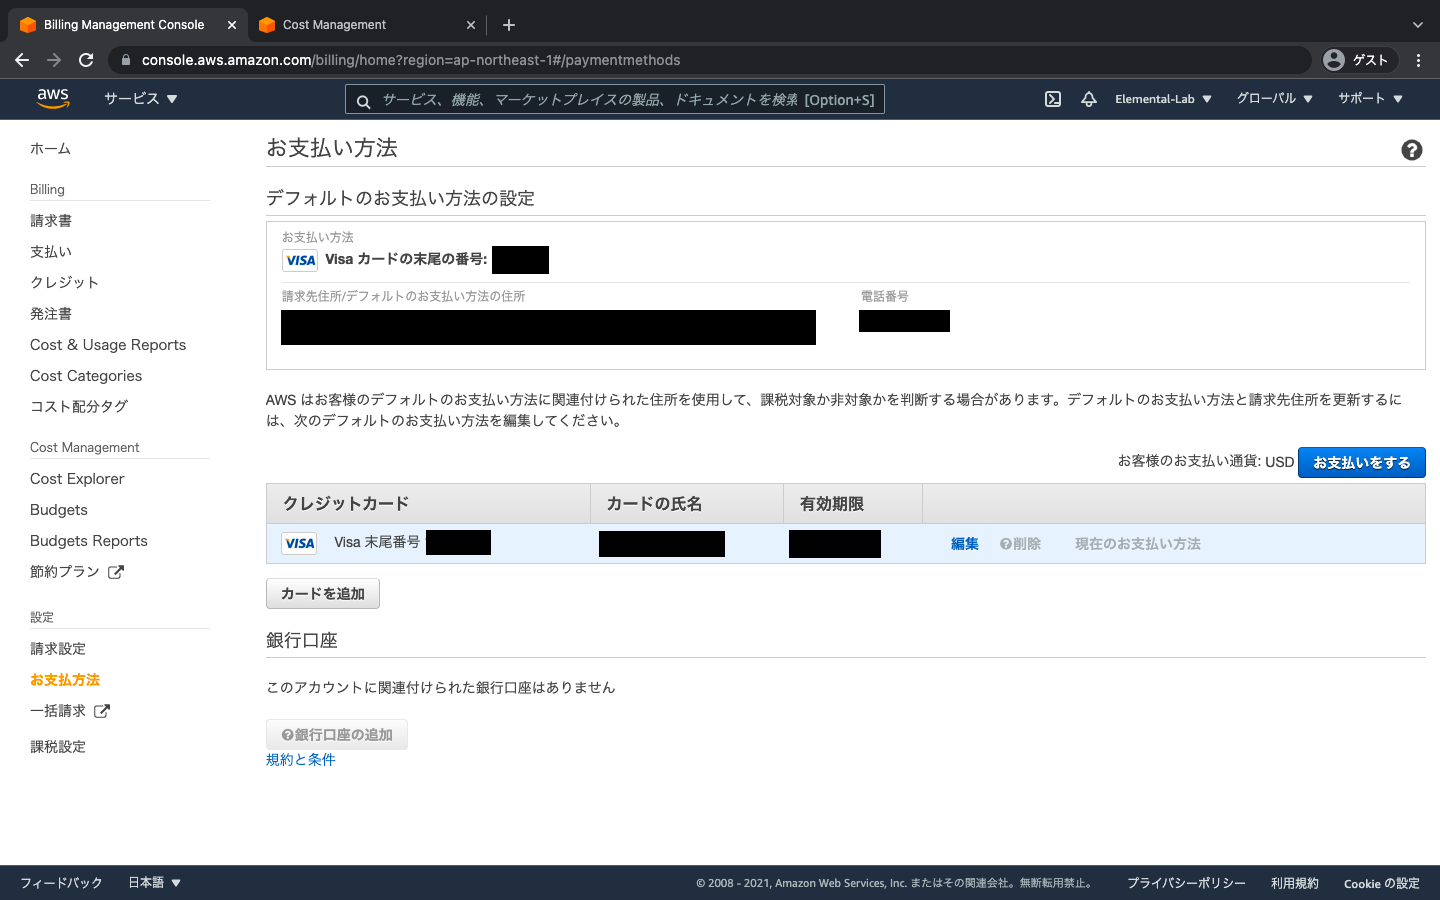 Billing Management Console
Cost Management
console.aws.amazon.com/billing/home?region=ap-northeast-1#/paymentmethods
ゲスト
aws
サービス
サービス、機能、マーケットプレイスの製品、ドキュメントを検索 [Option+S]
Elemental-Lab
グローバル
サポート
ホーム
Billing
請求書
支払い
クレジット
発注書
Cost & Usage Reports
Cost Categories
コスト配分タグ
Cost Management
Cost Explorer
Budgets
Budgets Reports
節約プラン
設定
請求設定
お支払方法
一括請求
課税設定
お支払い方法
デフォルトのお支払い方法の設定
お支払い方法
VISA Visa カードの末尾の番号:
請求先住所/デフォルトのお支払い方法の住所
電話番号
AWS はお客様のデフォルトのお支払い方法に関連付けられた住所を使用して、課税対象か非対象かを判断する場合があります。デフォルトのお支払い方法と請求先住所を更新するに
は、次のデフォルトのお支払い方法を編集してください。
お客様のお支払い通貨: USD お支払いをする
クレジットカード カードの氏名 有効期限
VISA Visa 末尾番号 編集 削除 現在のお支払い方法
カードを追加
銀行口座
このアカウントに関連付けられた銀行口座はありません
銀行口座の追加
規約と条件
フィードバック
日本語
© 2008 - 2021, Amazon Web Services, Inc. またはその関連会社。無断転用禁止。
プライバシーポリシー
利用規約
Cookie の設定